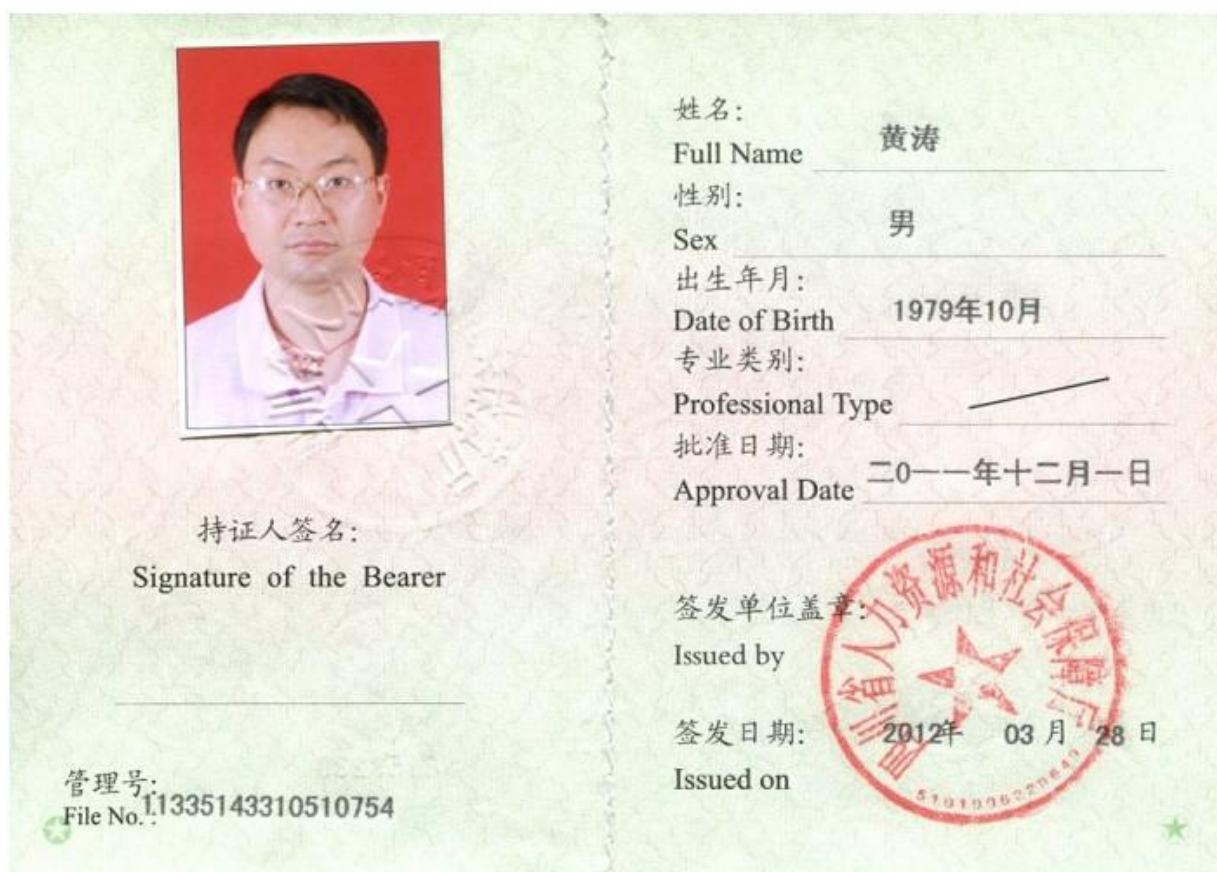 持证人签名:
Signature of the Bearer
管理号:
File No.:
11335143310510754
姓名:
Full Name 黄涛
性别:
Sex 男
出生年月:
Date of Birth 1979年10月
专业类别:
Professional Type
批准日期:
Approval Date 二0一一年十二月一日
签发单位盖章:
Issued by
四川省人力资源和社会保障厅
签发日期: 2012年 03月 28日
Issued on